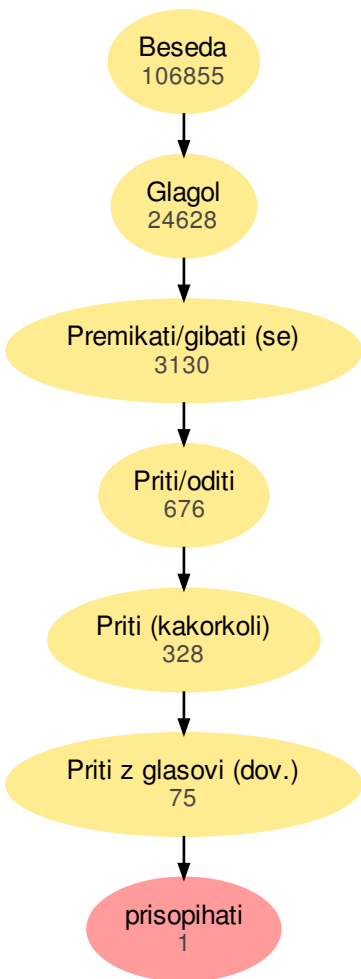 Beseda
106855
Glagol
24628
Premikati/gibati (se)
3130
Priti/oditi
676
Priti (kakorkoli)
328
Priti z glasovi (dov.)
75
prisopihati
1